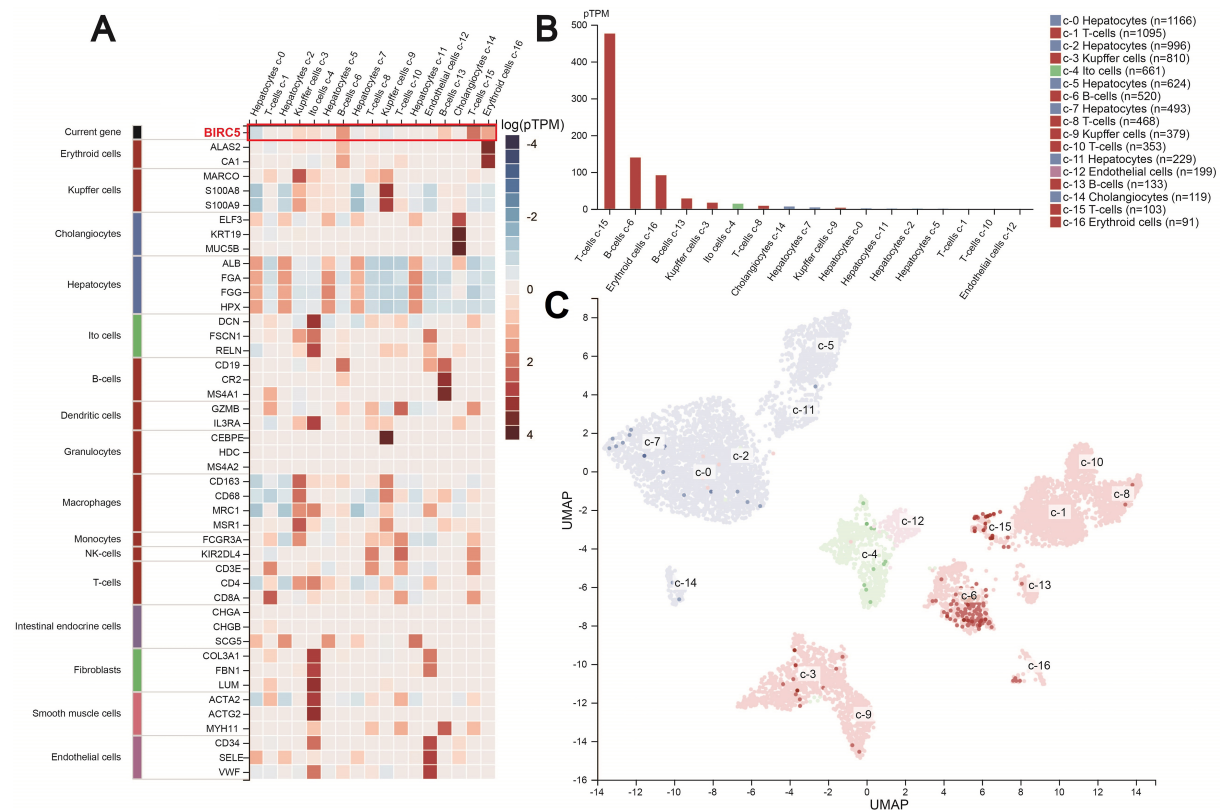 A
Hepatocytes c-0
T-cells c-1
Hepatocytes c-2
Kupffer cells c-3
Ito cells c-4
Hepatocytes c-5
B-cells c-6
Hepatocytes c-7
T-cells c-8
Kupffer cells c-9
T-cells c-10
Hepatocytes c-11
Endothelial cells c-12
B-cells c-13
Cholangiocytes c-14
T-cells c-15
Erythroid cells c-16
Current gene
BIRC5
Erythroid cells
ALAS2
CA1
Kupffer cells
MARCO
S100A8
S100A9
Cholangiocytes
ELF3
KRT19
MUC5B
Hepatocytes
ALB
FGA
FGG
HPX
Ito cells
DCN
FSCN1
RELN
B-cells
CD19
CR2
MS4A1
Dendritic cells
GZMB
IL3RA
Granulocytes
CEBPE
HDC
MS4A2
Macrophages
CD163
CD68
MRC1
MSR1
Monocytes
FCGR3A
NK-cells
KIR2DL4
T-cells
CD3E
CD4
CD8A
Intestinal endocrine cells
CHGA
CHGB
SCG5
Fibroblasts
COL3A1
FBN1
LUM
Smooth muscle cells
ACTA2
ACTG2
MYH11
Endothelial cells
CD34
SELE
VWF
log(pTPM)
-4
-2
0
2
4
B
pTPM
500
400
300
200
100
0
T-cells c-15
B-cells c-6
Erythroid cells c-16
B-cells c-13
Kupffer cells c-3
Ito cells c-4
T-cells c-8
Cholangiocytes c-14
Hepatocytes c-7
Kupffer cells c-9
Hepatocytes c-0
Hepatocytes c-11
Hepatocytes c-2
Hepatocytes c-5
T-cells c-1
T-cells c-10
Endothelial cells c-12
c-0 Hepatocytes (n=1166)
c-1 T-cells (n=1095)
c-2 Hepatocytes (n=996)
c-3 Kupffer cells (n=810)
c-4 Ito cells (n=661)
c-5 Hepatocytes (n=624)
c-6 B-cells (n=520)
c-7 Hepatocytes (n=493)
c-8 T-cells (n=468)
c-9 Kupffer cells (n=379)
c-10 T-cells (n=353)
c-11 Hepatocytes (n=229)
c-12 Endothelial cells (n=199)
c-13 B-cells (n=133)
c-14 Cholangiocytes (n=119)
c-15 T-cells (n=103)
c-16 Erythroid cells (n=91)
C
UMAP
8
6
4
2
0
-2
-4
-6
-8
-10
-12
-14
-16
c-5
c-11
c-7
c-2
c-0
c-10
c-8
c-1
c-15
c-12
c-4
c-14
c-13
c-6
c-16
c-3
c-9
-14
-12
-10
-8
-6
-4
-2
0
2
4
6
8
10
12
14
UMAP